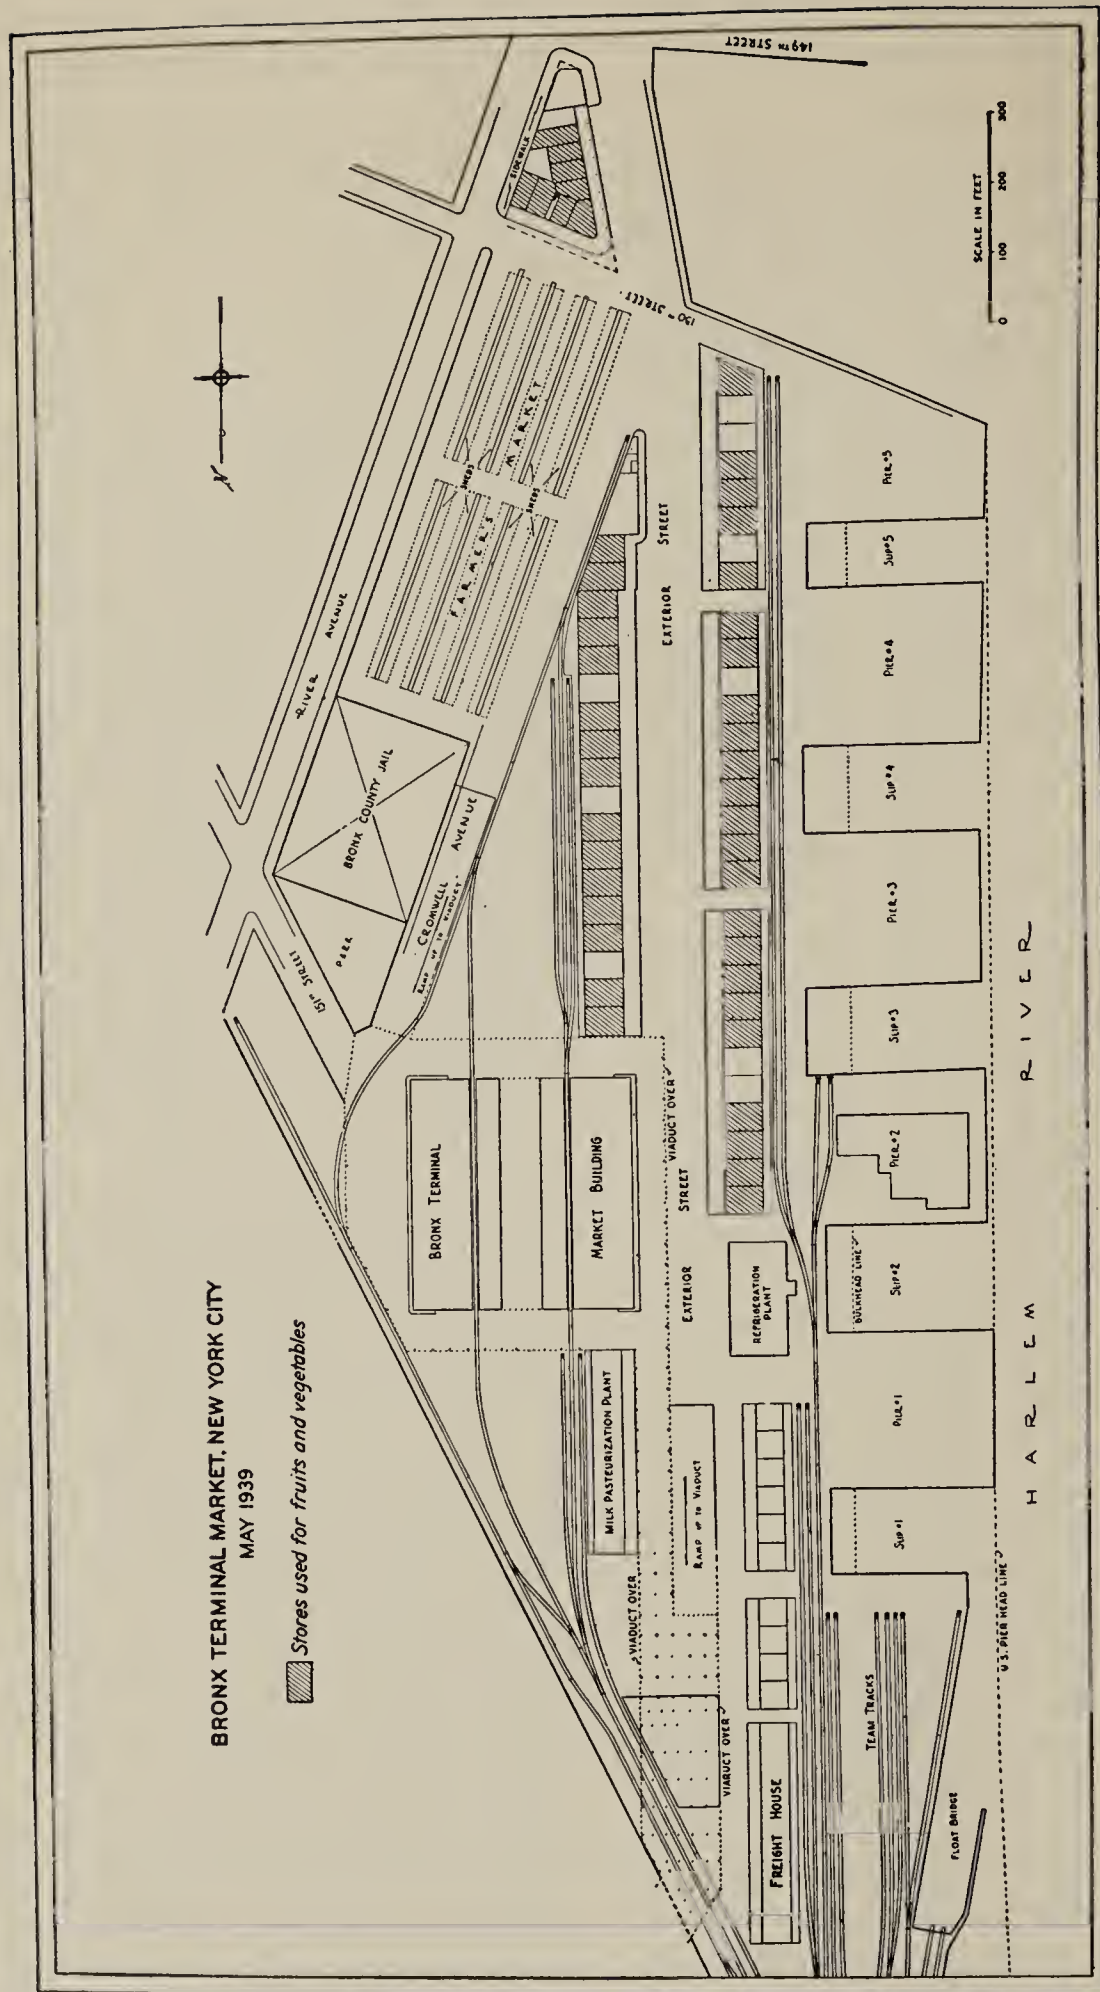 BRONX TERMINAL MARKET, NEW YORK CITY
MAY 1939
Stores used for fruits and vegetables
N
149TH STREET
SIDEWALK
150TH STREET
SCALE IN FEET
0 100 200 300
RIVER AVENUE
FARMER'S MARKET
SHEDS
SHEDS
BRONX COUNTY JAIL
PARK
151ST STREET
CROMWELL AVENUE
RAMP UP TO VIADUCT
EXTERIOR STREET
BRONX TERMINAL
MARKET BUILDING
VIADUCT OVER
EXTERIOR STREET
MILK PASTEURIZATION PLANT
REFRIGERATION
PLANT
RAMP UP TO VIADUCT
VIADUCT OVER
VIADUCT OVER
FREIGHT HOUSE
TEAM TRACKS
FLOAT BRIDGE
SLIP #1
PIER #1
SLIP #2
BULKHEAD LINE
PIER #2
SLIP #3
PIER #3
SLIP #4
PIER #4
SLIP #5
PIER #5
U.S. PIER HEAD LINE
HARLEM RIVER